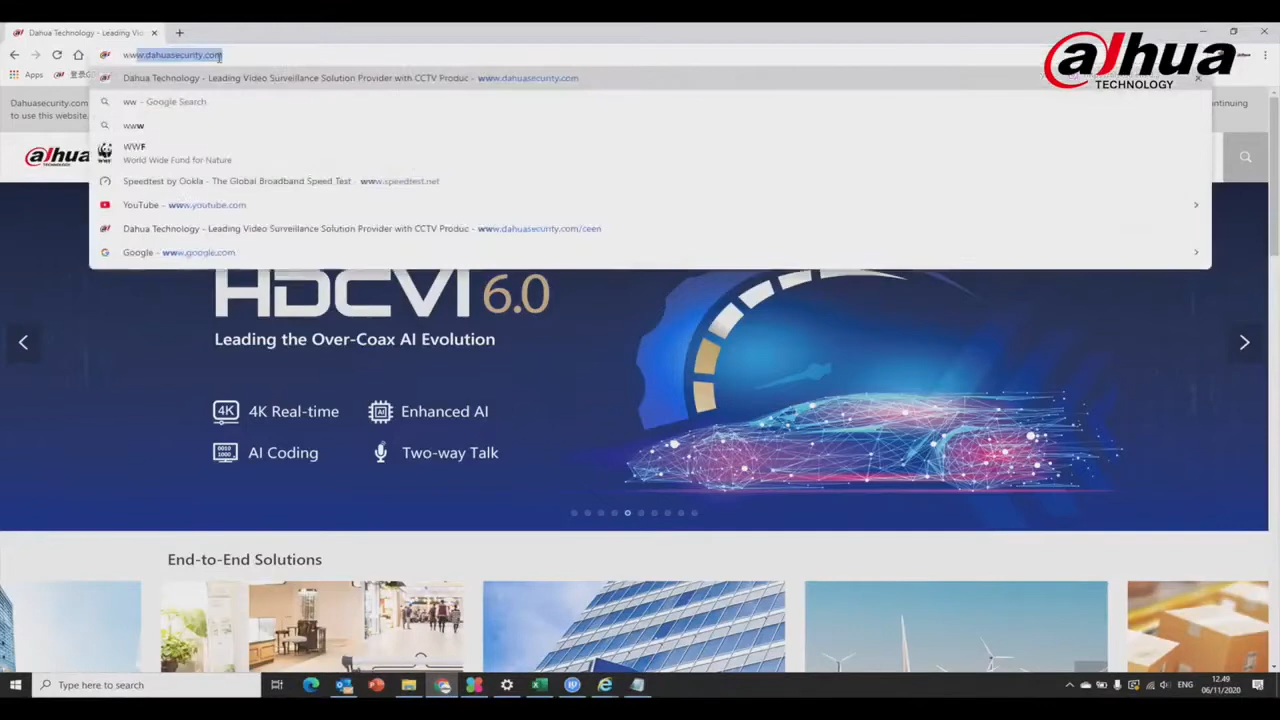 Dahua Technology - Leading Vid
www.dahuasecurity.com
alhua
TECHNOLOGY
Apps
Dahua Technology - Leading Video Surveillance Solution Provider with CCTV Produc - www.dahuasecurity.com
ww - Google Search
www
WWF
World Wide Fund for Nature
Speedtest by Ookla - The Global Broadband Speed Test - www.speedtest.net
YouTube - www.youtube.com
Dahua Technology - Leading Video Surveillance Solution Provider with CCTV Produc - www.dahuasecurity.com/ceen
Google - www.google.com
Dahuasecurity.com
continuing
to use this website.
alhua
TECHNOLOGY
HDCVI 6.0
Leading the Over-Coax AI Evolution
4K 4K Real-time
AI Enhanced AI
AI Coding
Two-way Talk
End-to-End Solutions
Type here to search
ENG
12.49
06/11/2020